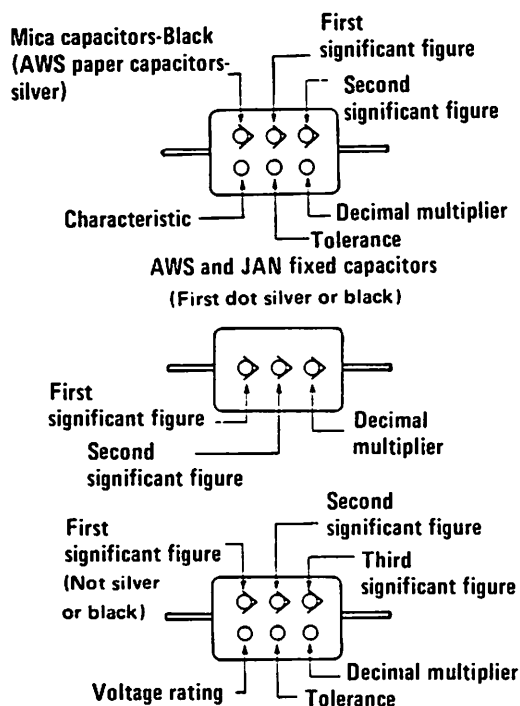 Mica capacitors-Black
(AWS paper capacitors-
silver)
First
significant figure
Second
significant figure
Characteristic
Decimal multiplier
Tolerance
AWS and JAN fixed capacitors
(First dot silver or black)
First
significant figure
Second
significant figure
Decimal
multiplier
First
significant figure
(Not silver
or black)
Second
significant figure
Third
significant figure
Voltage rating
Tolerance
Decimal multiplier